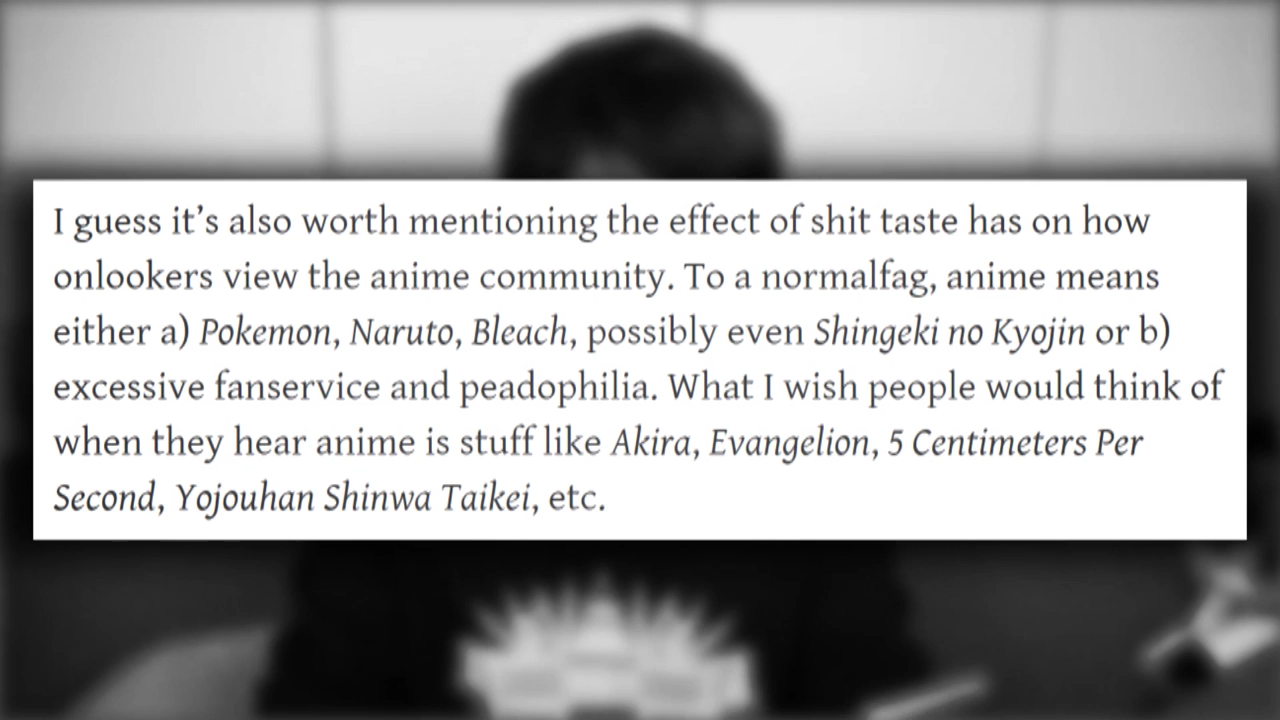 I guess it’s also worth mentioning the effect of shit taste has on how
onlookers view the anime community. To a normalfag, anime means
either a) Pokemon, Naruto, Bleach, possibly even Shingeki no Kyojin or b)
excessive fanservice and peadophilia. What I wish people would think of
when they hear anime is stuff like Akira, Evangelion, 5 Centimeters Per
Second, Yojouhan Shinwa Taikei, etc.